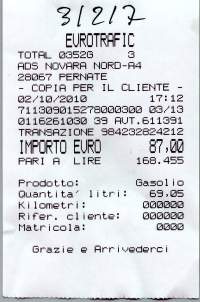 31217
EUROTRAFIC
TOTAL 0352G 3
ADS NOVARA NORD-A4
28067 PERNATE
- COPIA PER IL CLIENTE -
02/10/2010 17:12
711309015278000300 03/13
0116261030 39 AUT.611391
TRANSAZIONE 984232824212
IMPORTO EURO 87,00
PARI A LIRE 168.455
Prodotto: Gasolio
Quantita' litri: 69,05
Kilometri: 000000
Rifer. cliente: 000000
Matricola: 0000
Grazie e Arrivederci